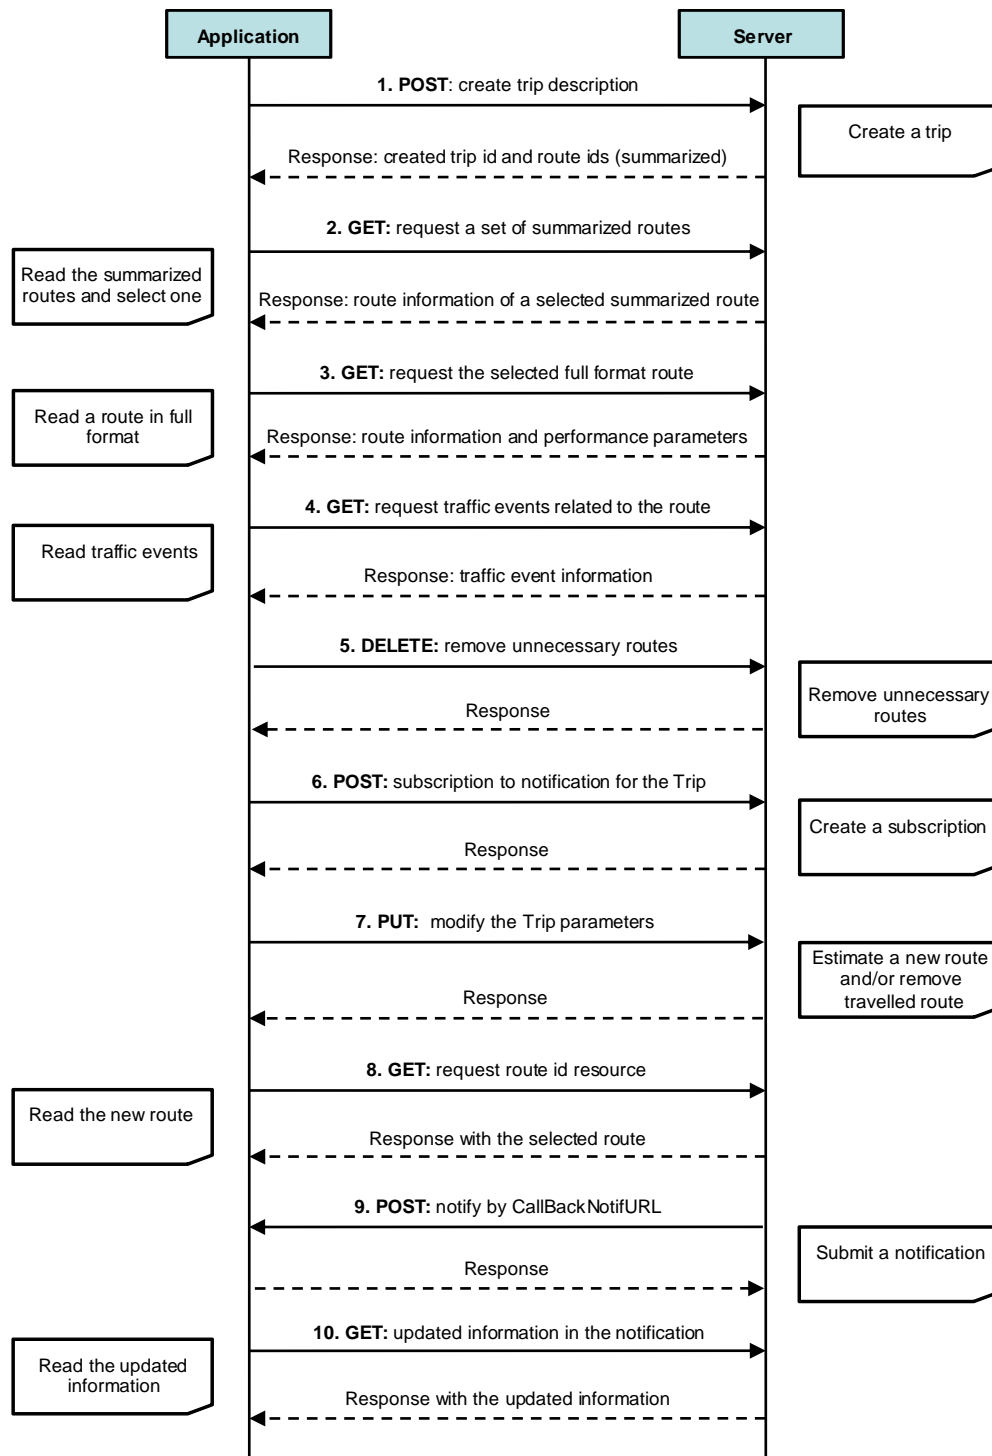 Application
Server
1. POST: create trip description
Create a trip
Response: created trip id and route ids (summarized)
2. GET: request a set of summarized routes
Read the summarized
routes and select one
Response: route information of a selected summarized route
3. GET: request the selected full format route
Read a route in full
format
Response: route information and performance parameters
4. GET: request traffic events related to the route
Read traffic events
Response: traffic event information
5. DELETE: remove unnecessary routes
Remove unnecessary
routes
Response
6. POST: subscription to notification for the Trip
Create a subscription
Response
7. PUT:  modify the Trip parameters
Estimate a new route
and/or remove
travelled route
Response
8. GET: request route id resource
Read the new route
Response with the selected route
9. POST: notify by CallBackNotifURL
Submit a notification
Response
10. GET: updated information in the notification
Read the updated
information
Response with the updated information